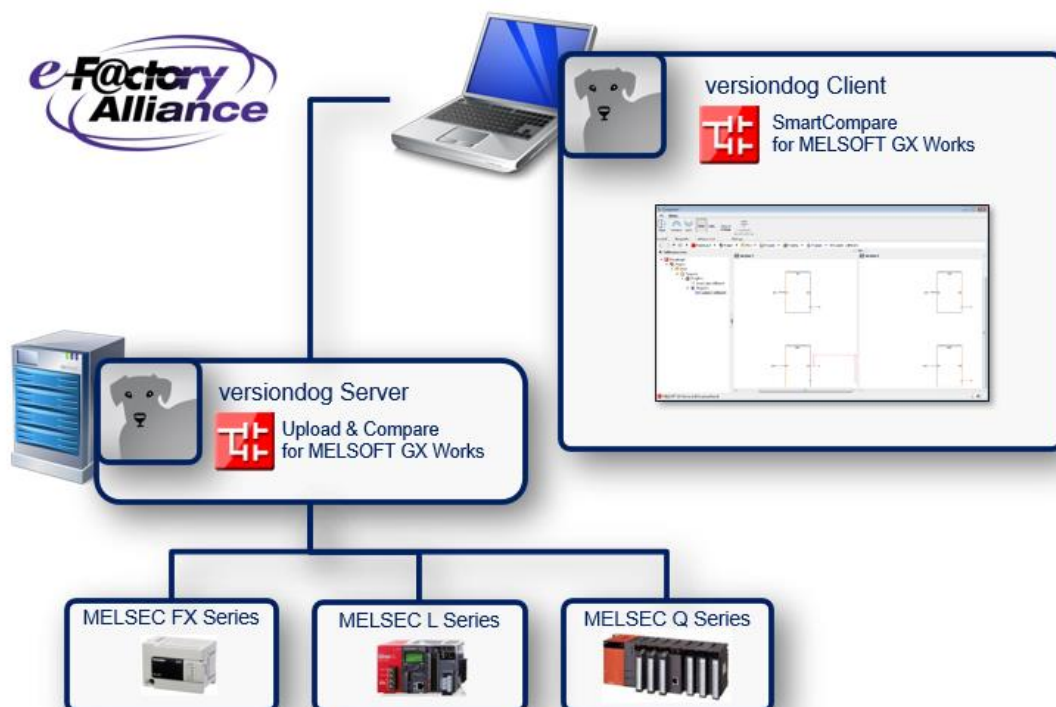 e-F@ctory
Alliance
versiondog Client
SmartCompare
for MELSOFT GX Works
versiondog Server
Upload & Compare
for MELSOFT GX Works
MELSEC FX Series
MELSEC L Series
MELSEC Q Series